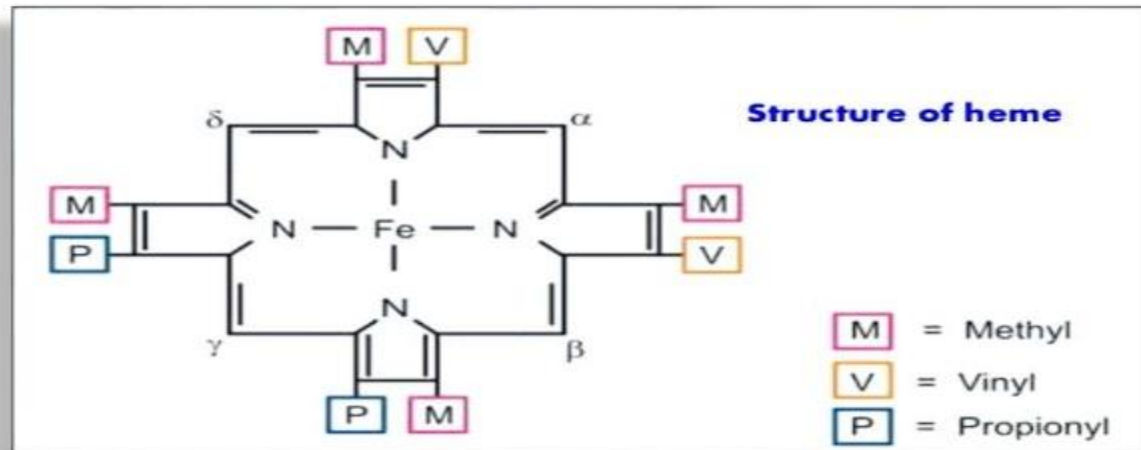 M V
Structure of heme
δ α
N
M M
N Fe N
P V
N
γ β
P M
M = Methyl
V = Vinyl
P = Propionyl